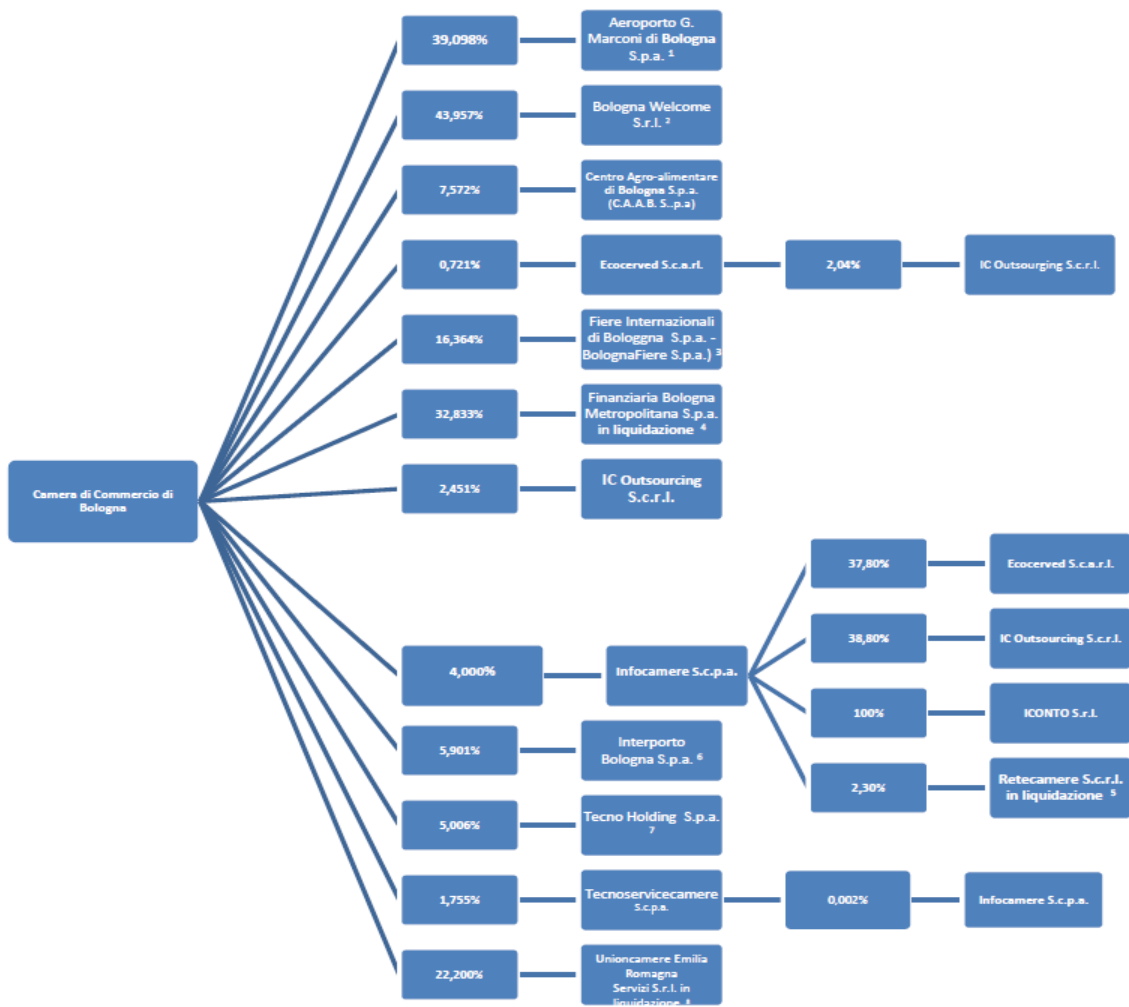 39,098%
Aeroporto G.
Marconi di Bologna
S.p.a. 1
43,957%
Bologna Welcome
S.r.l. 2
7,572%
Centro Agro-alimentare
di Bologna S.p.a.
(C.A.A.B. S..p.a)
0,721%
Ecocerved S.c.a.rl.
2,04%
IC Outsourging S.c.r.l.
16,364%
Fiere Internazionali
di Bologgna S.p.a. -
BolognaFiere S.p.a.) 3
32,833%
Finanziaria Bologna
Metropolitana S.p.a.
in liquidazione 4
Camera di Commercio di
Bologna
2,451%
IC Outsourcing
S.c.r.l.
37,80%
Ecocerved S.c.a.r.l.
38,80%
IC Outsourcing S.c.r.l.
4,000%
Infocamere S.c.p.a.
100%
ICONTO S.r.l.
5,901%
Interporto
Bologna S.p.a. 6
2,30%
Retecamere S.c.r.l.
in liquidazione 5
5,006%
Tecno Holding S.p.a.
7
1,755%
Tecnoservicecamere
S.c.p.a.
0,002%
Infocamere S.c.p.a.
22,200%
Unioncamere Emilia
Romagna
Servizi S.r.l. in
liquidazione 8